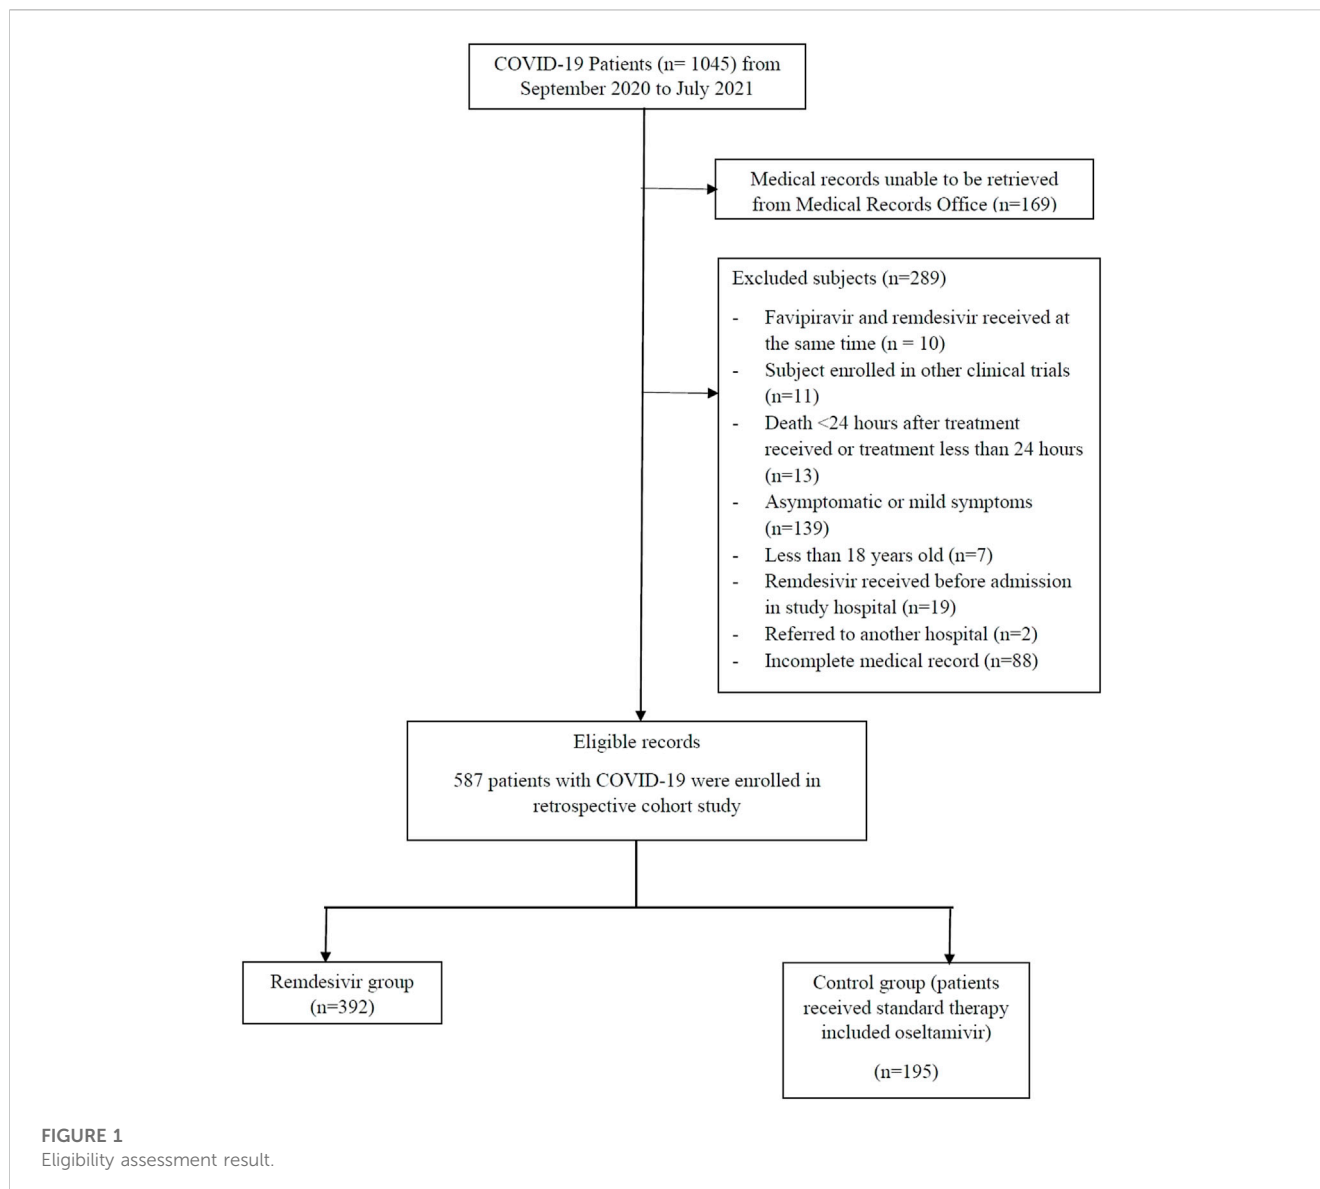 COVID-19 Patients (n= 1045) from
September 2020 to July 2021
Medical records unable to be retrieved
from Medical Records Office (n=169)
Excluded subjects (n=289)
- Favipiravir and remdesivir received at
the same time (n = 10)
- Subject enrolled in other clinical trials
(n=11)
- Death <24 hours after treatment
received or treatment less than 24 hours
(n=13)
- Asymptomatic or mild symptoms
(n=139)
- Less than 18 years old (n=7)
- Remdesivir received before admission
in study hospital (n=19)
- Referred to another hospital (n=2)
- Incomplete medical record (n=88)
Eligible records
587 patients with COVID-19 were enrolled in
retrospective cohort study
Remdesivir group
(n=392)
Control group (patients
received standard therapy
included oseltamivir)
(n=195)
FIGURE 1
Eligibility assessment result.